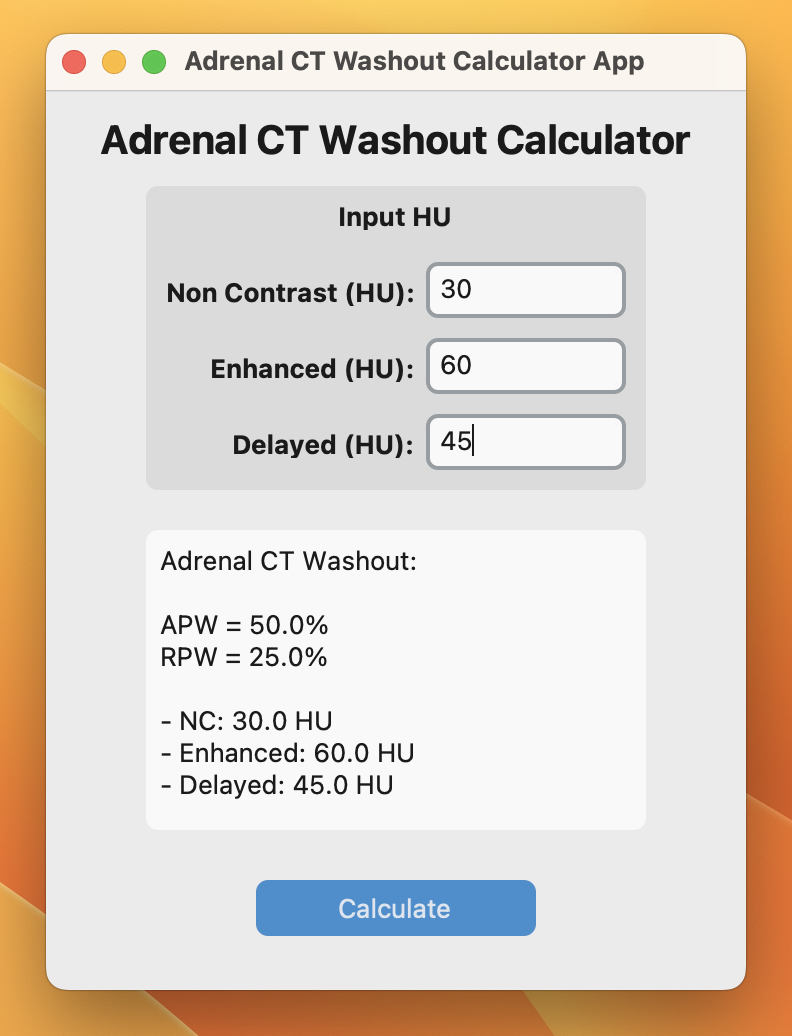 Adrenal CT Washout Calculator App
Adrenal CT Washout Calculator
Input HU
Non Contrast (HU): 30
Enhanced (HU): 60
Delayed (HU): 45
Adrenal CT Washout:
APW = 50.0%
RPW = 25.0%
- NC: 30.0 HU
- Enhanced: 60.0 HU
- Delayed: 45.0 HU
Calculate